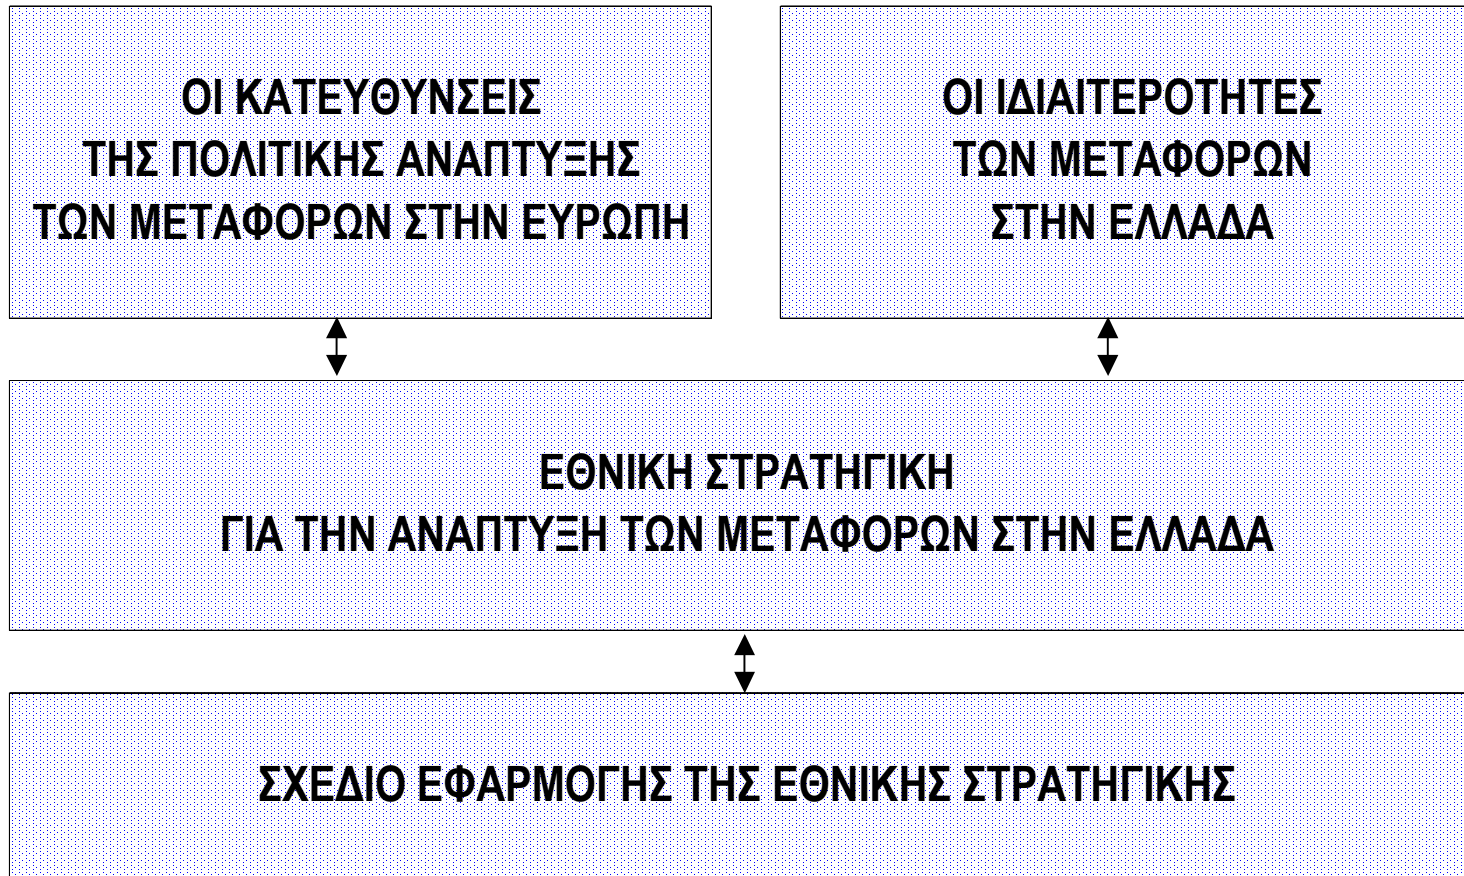 ΟΙ ΚΑΤΕΥΘΥΝΣΕΙΣ
ΤΗΣ ΠΟΛΙΤΙΚΗΣ ΑΝΑΠΤΥΞΗΣ
ΤΩΝ ΜΕΤΑΦΟΡΩΝ ΣΤΗΝ ΕΥΡΩΠΗ
ΟΙ ΙΔΙΑΙΤΕΡΟΤΗΤΕΣ
ΤΩΝ ΜΕΤΑΦΟΡΩΝ
ΣΤΗΝ ΕΛΛΑΔΑ
ΕΘΝΙΚΗ ΣΤΡΑΤΗΓΙΚΗ
ΓΙΑ ΤΗΝ ΑΝΑΠΤΥΞΗ ΤΩΝ ΜΕΤΑΦΟΡΩΝ ΣΤΗΝ ΕΛΛΑΔΑ
ΣΧΕΔΙΟ ΕΦΑΡΜΟΓΗΣ ΤΗΣ ΕΘΝΙΚΗΣ ΣΤΡΑΤΗΓΙΚΗΣ